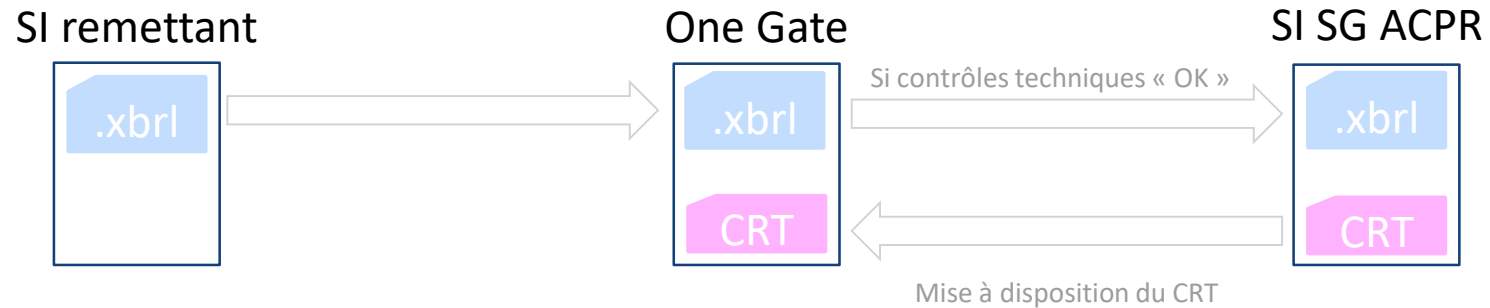 SI remettant
One Gate
SI SG ACPR
.xbrl
.xbrl
Si contrôles techniques « OK »
.xbrl
CRT
CRT
Mise à disposition du CRT